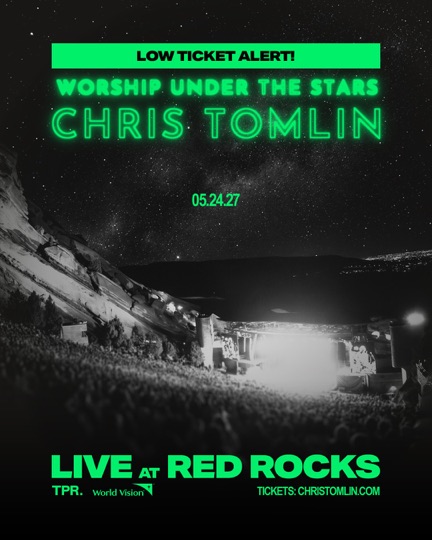 LOW TICKET ALERT!
WORSHIP UNDER THE STARS
CHRIS TOMLIN
05.24.27
LIVE AT RED ROCKS
TPR. World Vision TICKETS: CHRISTOMLIN.COM